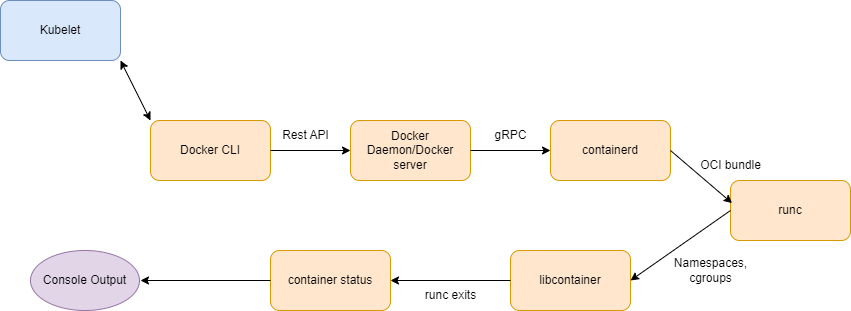 Kubelet
Docker CLI
Rest API
Docker
Daemon/Docker
server
gRPC
containerd
OCI bundle
runc
Namespaces,
cgroups
libcontainer
runc exits
container status
Console Output